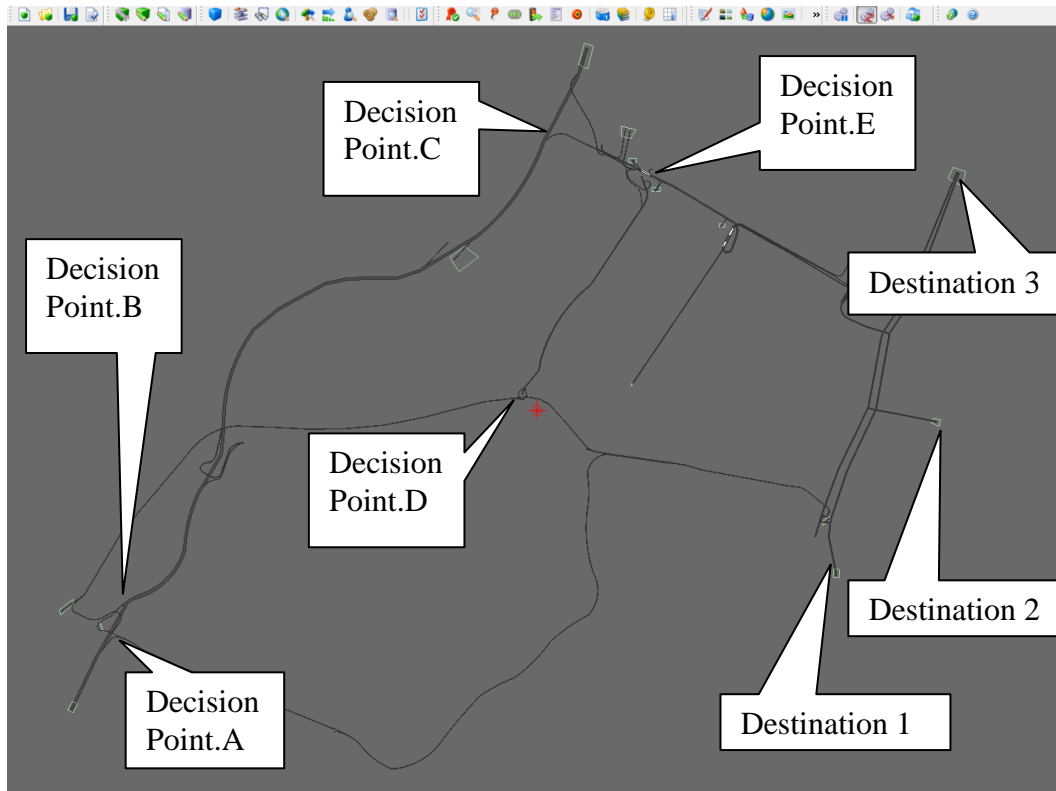 Decision
Point.C
Decision
Point.E
Decision
Point.B
Destination 3
Decision
Point.D
Destination 2
Decision
Point.A
Destination 1